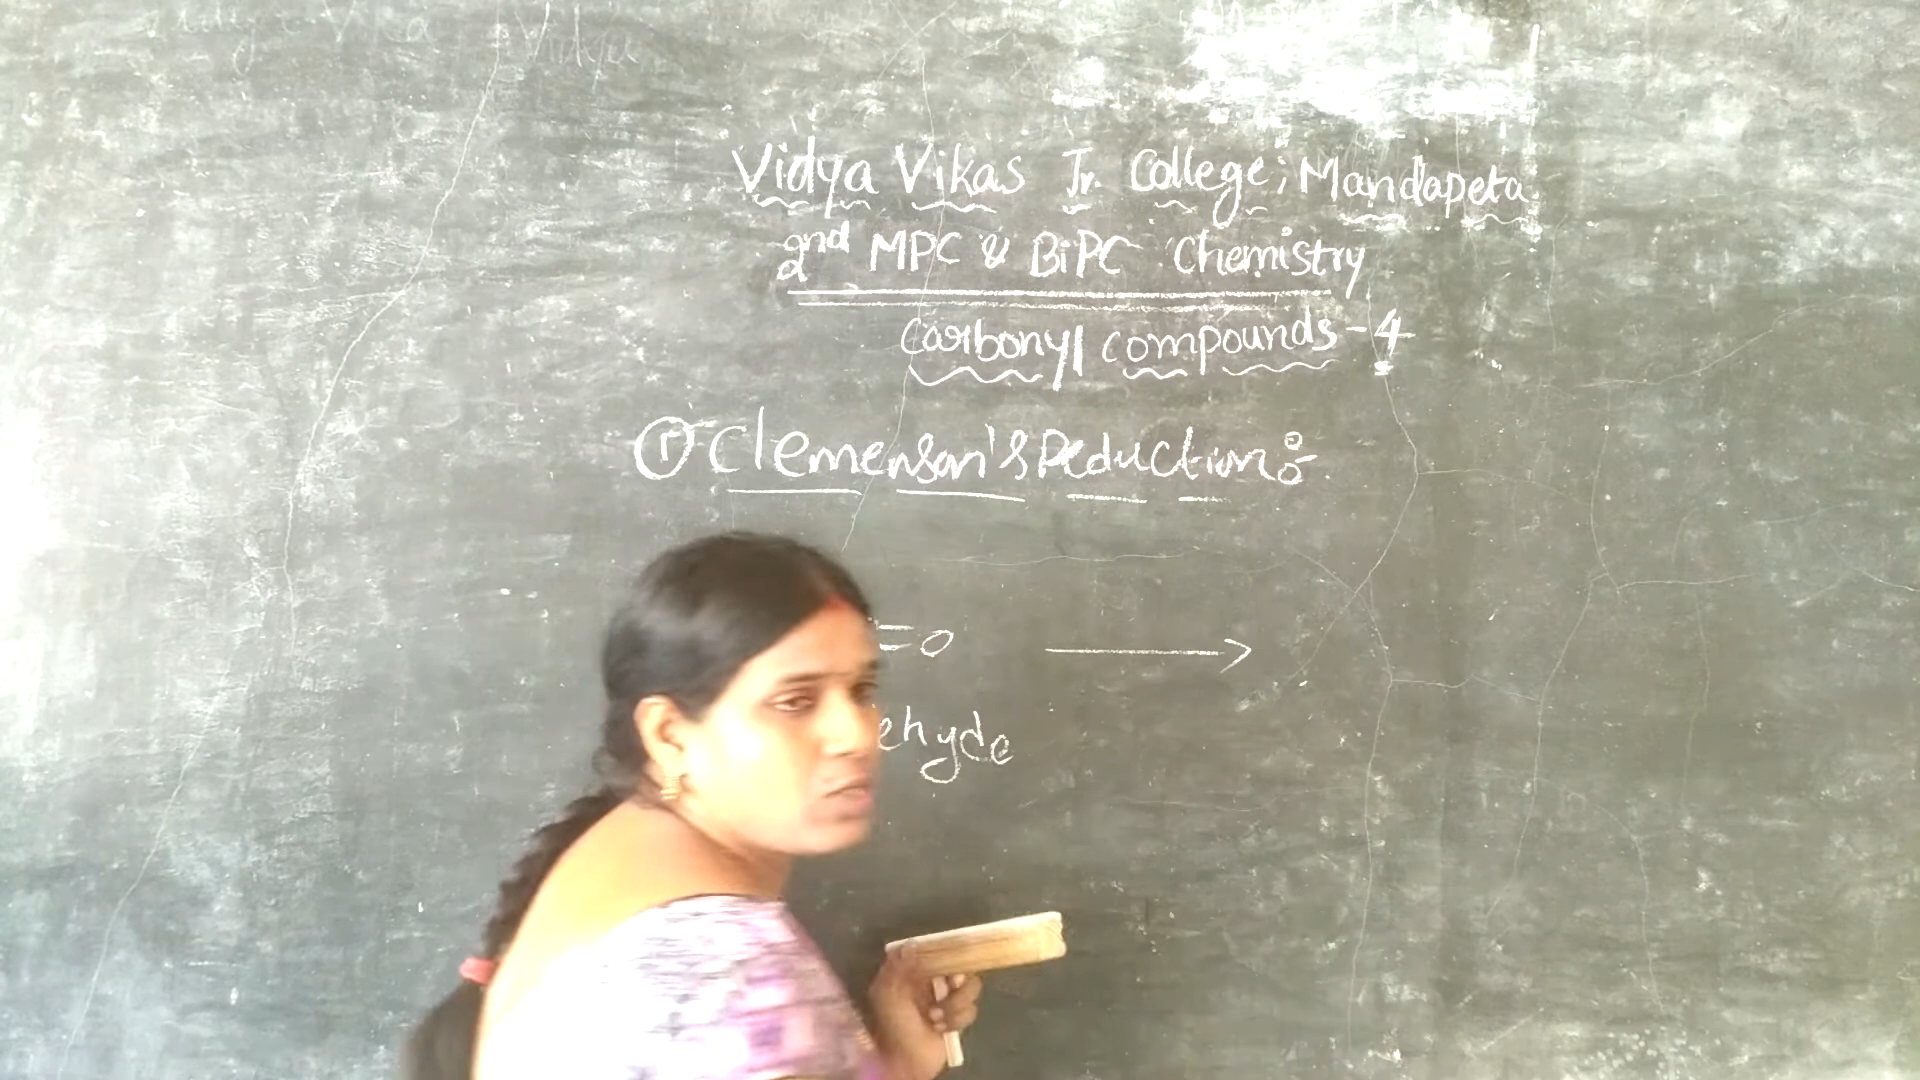 Vidya Vikas Jr. College; Mandapeta
2nd MPC & BiPC Chemistry
Carbonyl compounds - 4
① Clemenson's Reduction:-
=O ⟶
ehyde